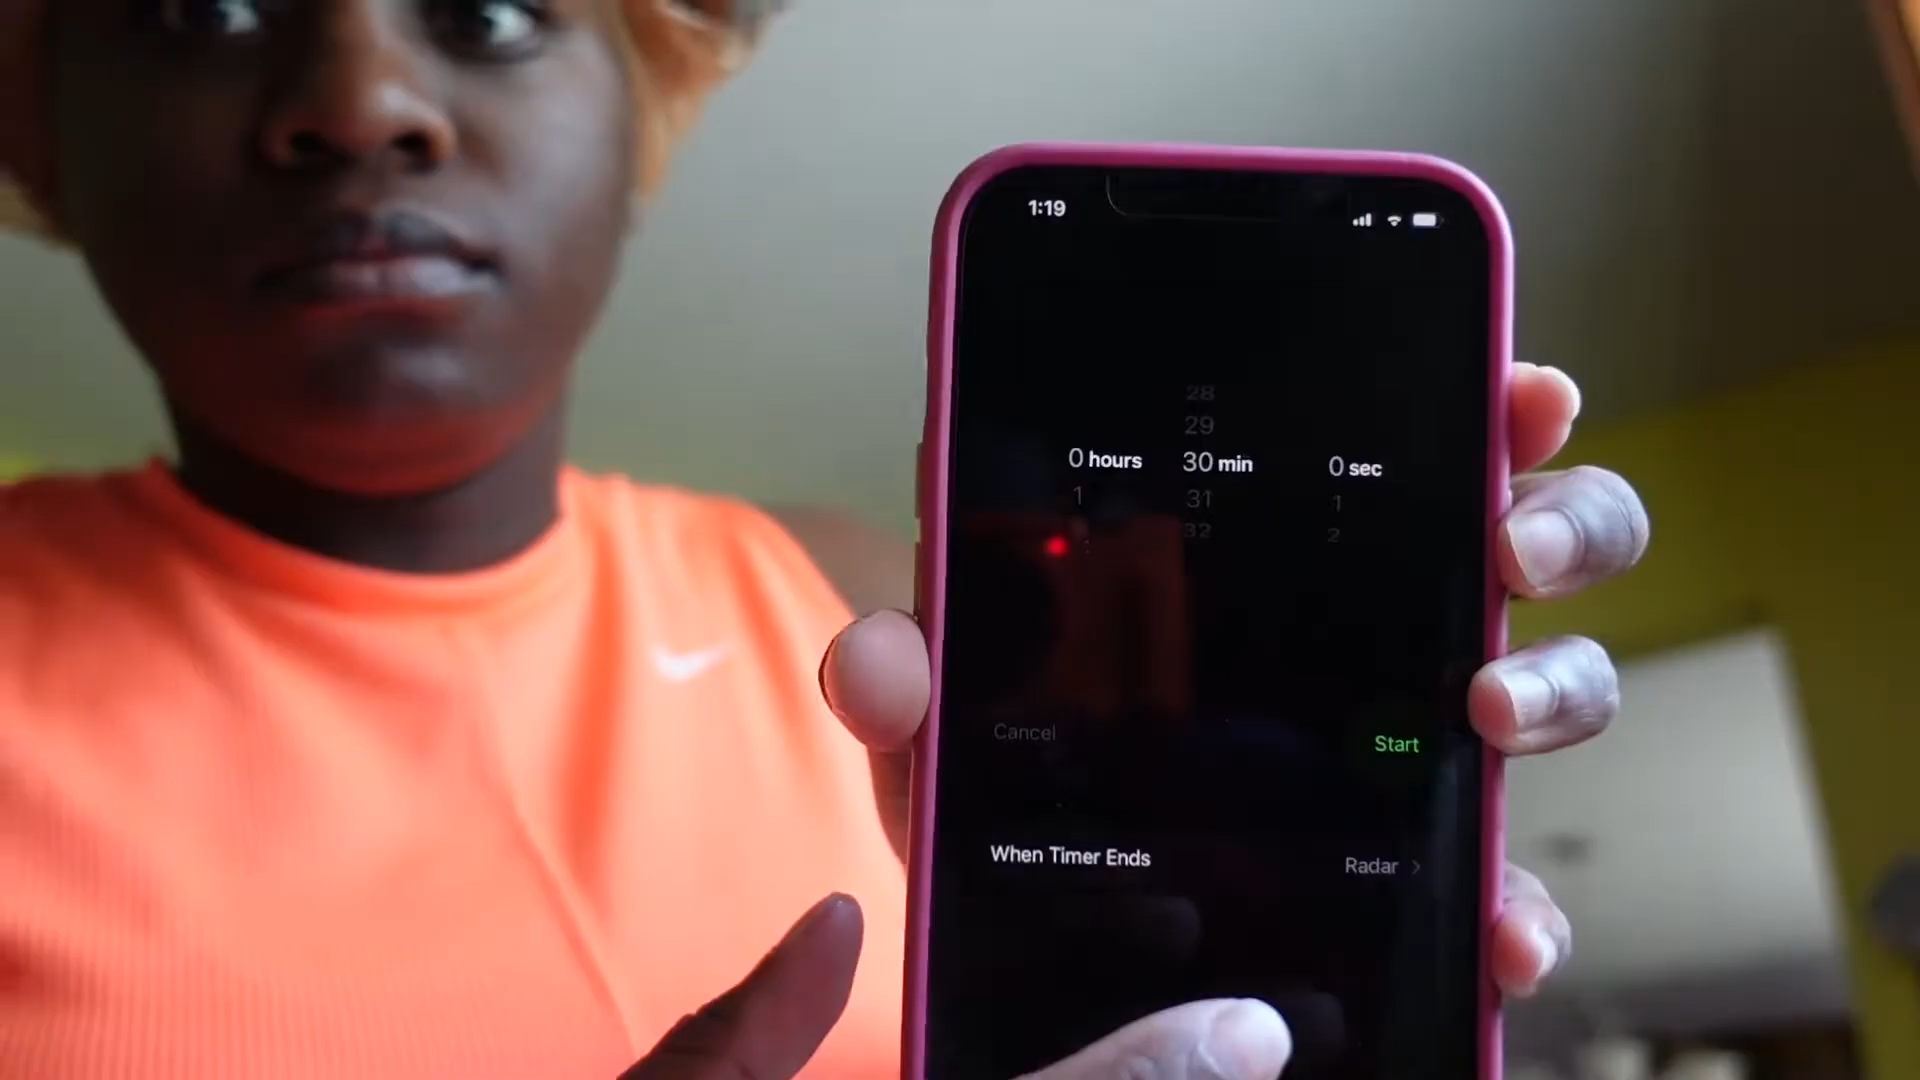 1:19
28
29
0 hours 30 min 0 sec
1 31 1
32 2
Cancel Start
When Timer Ends Radar